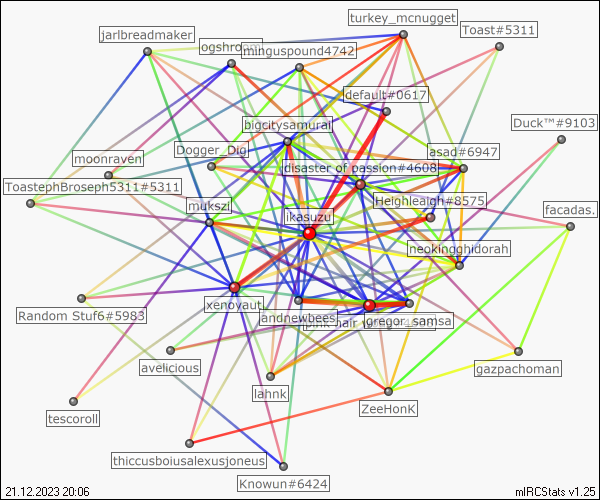 turkey_mcnugget
Toast#5311
jarlbreadmaker
ogshroom
minguspound4742
default#0617
Duck™#9103
bigcitysamurai
Dogger_Dig
asad#6947
moonraven
disaster of passion#4608
ToastephBroseph5311#5311
Heighleaigh#8575
mukszi
ikasuzu
facadas.
neokingghidorah
xenovaut
Random Stuf6#5983
andnewbees
pink hair
gregor_samsa
avelicious
gazpachoman
lahnk
ZeeHonK
tescoroll
thiccusboiusalexusjoneus
Knowun#6424
21.12.2023 20:06
mIRCStats v1.25